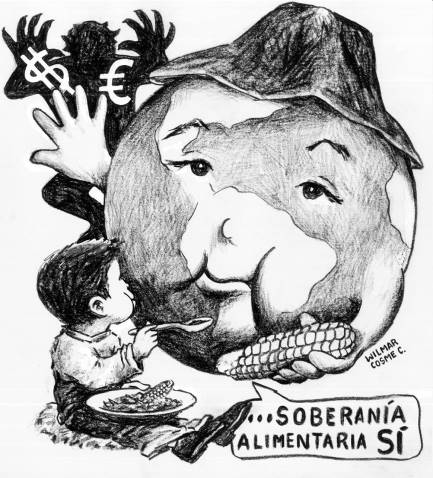 $ €
WILMAR
COSME C.
...SOBERANÍA
ALIMENTARIA SÍ